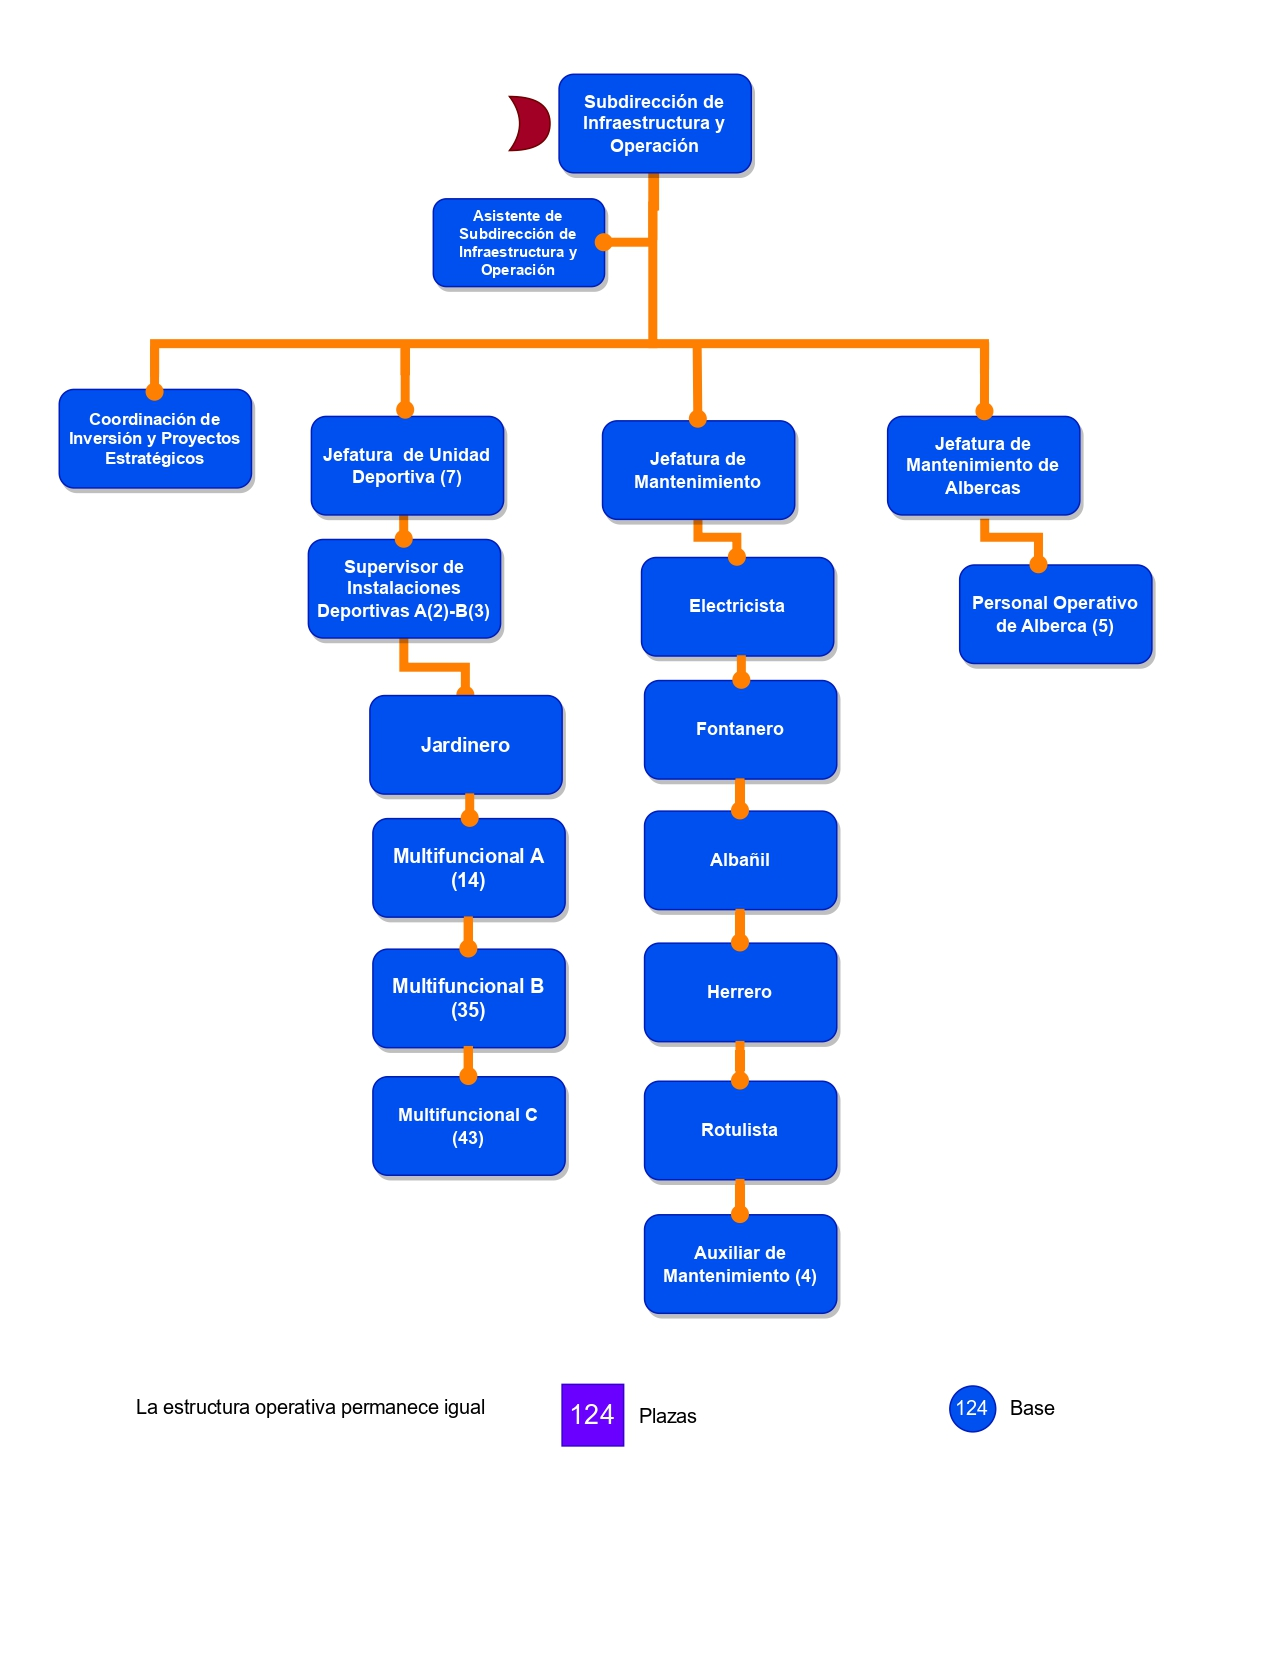 Subdirección de
Infraestructura y
Operación
Asistente de
Subdirección de
Infraestructura y
Operación
Coordinación de
Inversión y Proyectos
Estratégicos
Jefatura  de Unidad
Deportiva (7)
Jefatura de
Mantenimiento
Jefatura de
Mantenimiento de
Albercas
Supervisor de
Instalaciones
Deportivas A(2)-B(3)
Electricista
Personal Operativo
de Alberca (5)
Jardinero
Fontanero
Multifuncional A
(14)
Albañil
Multifuncional B
(35)
Herrero
Multifuncional C
(43)
Rotulista
Auxiliar de
Mantenimiento (4)
La estructura operativa permanece igual
124 Plazas
124 Base